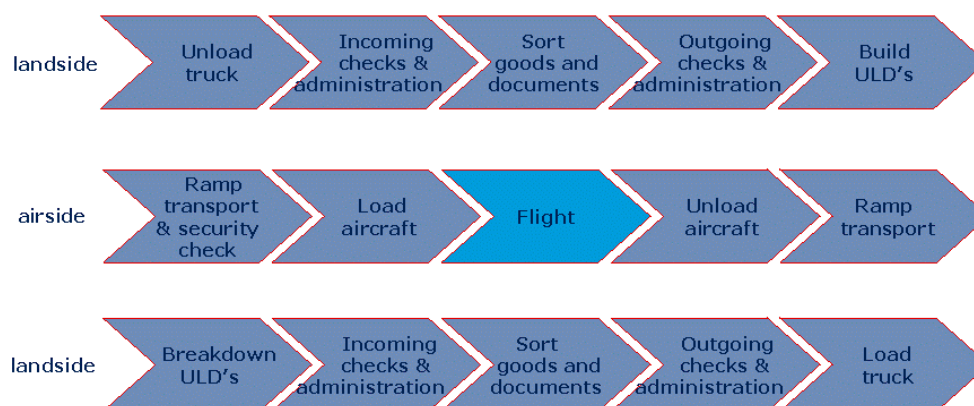 landside
Unload
truck
Incoming
checks &
administration
Sort
goods and
documents
Outgoing
checks &
administration
Build
ULD's
airside
Ramp
transport
& security
check
Load
aircraft
Flight
Unload
aircraft
Ramp
transport
landside
Breakdown
ULD's
Incoming
checks &
administration
Sort
goods and
documents
Outgoing
checks &
administration
Load
truck